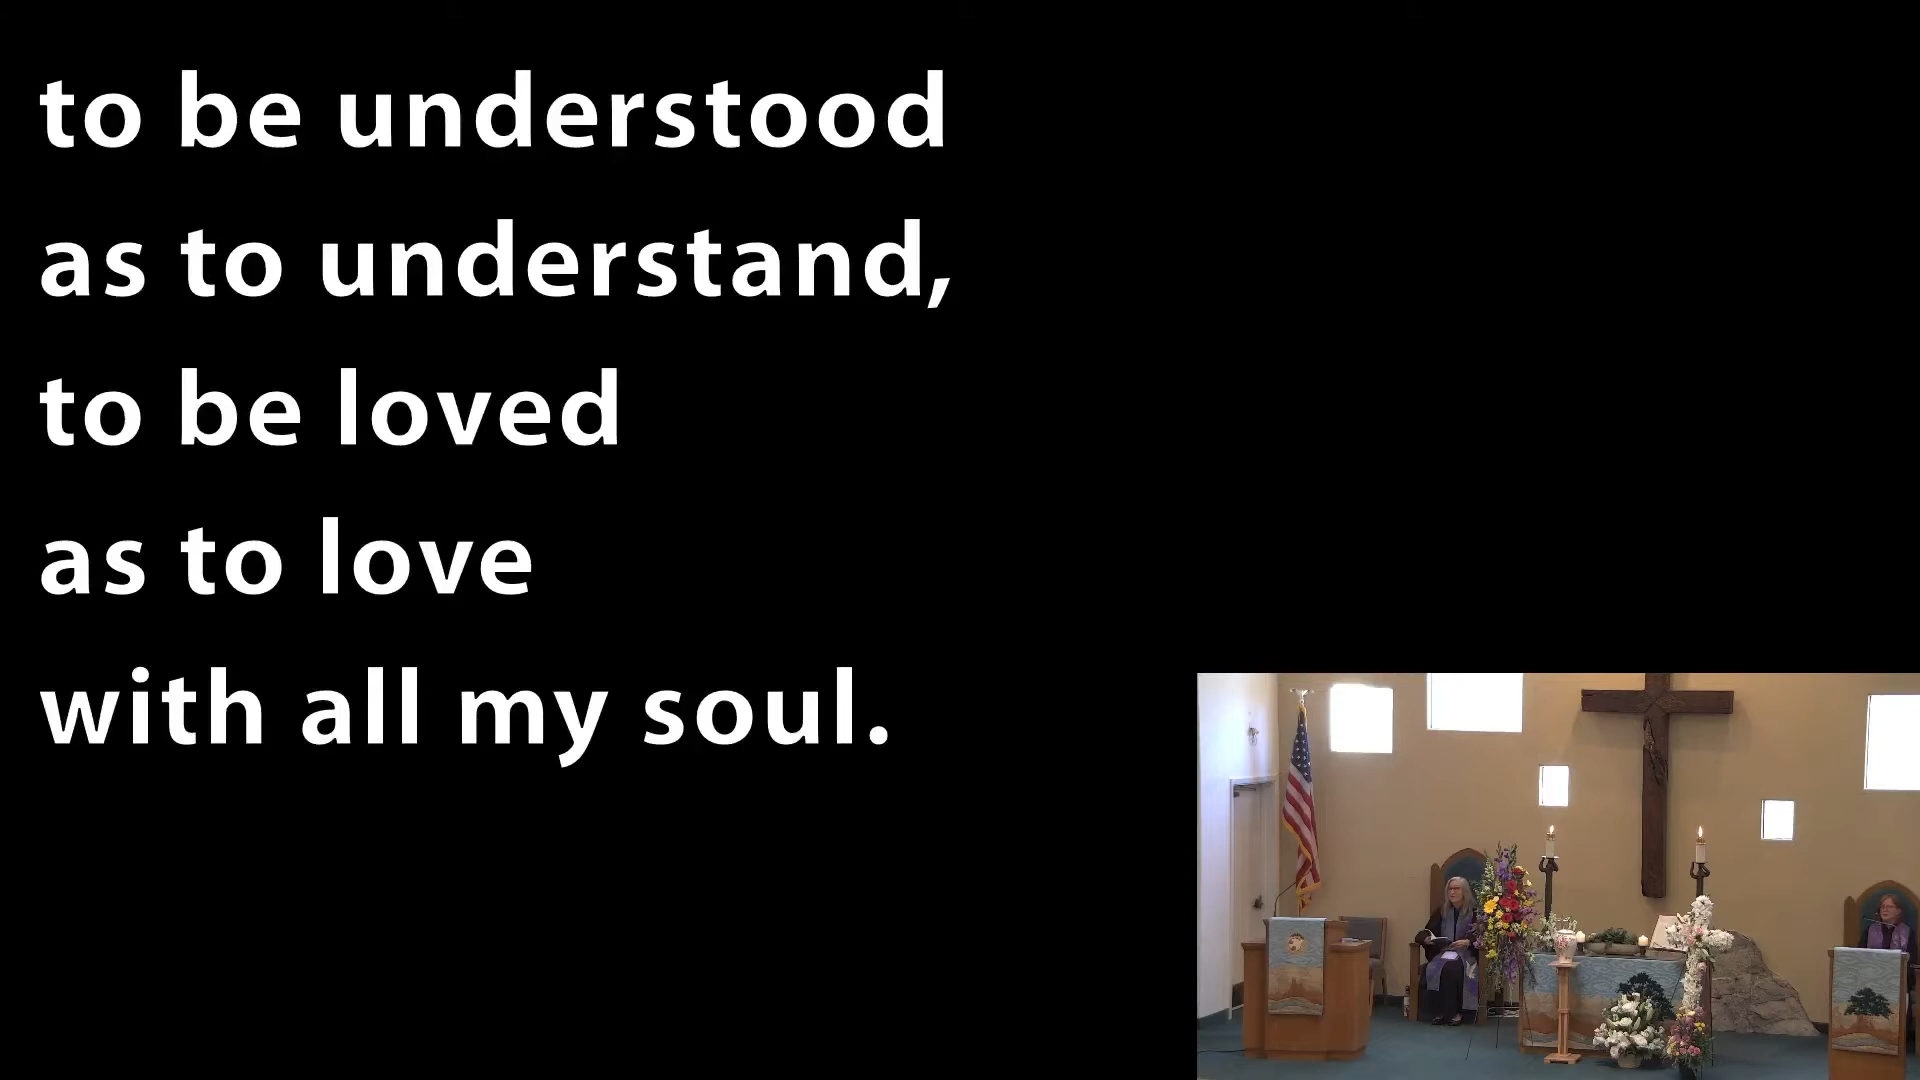 to be understood
as to understand,
to be loved
as to love
with all my soul.